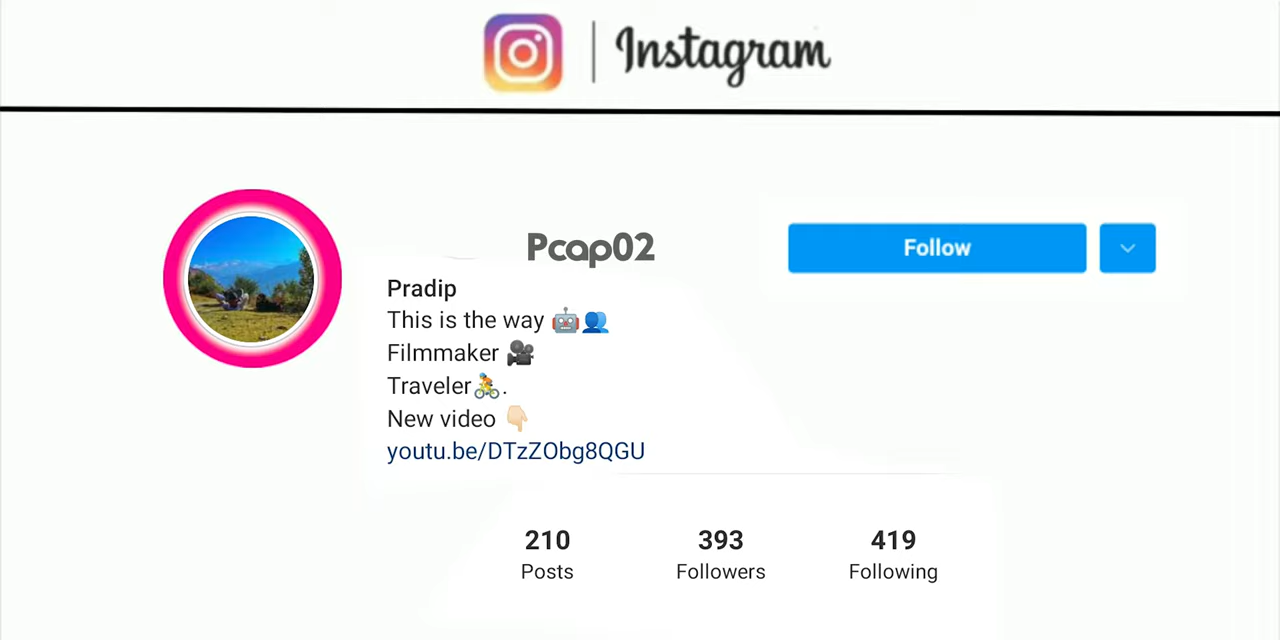 Instagram
Pcap02
Follow
Pradip
This is the way 🤖👥
Filmmaker 🎥
Traveler🚴.
New video 👇🏻
youtu.be/DTzZObg8QGU
210 393 419
Posts Followers Following